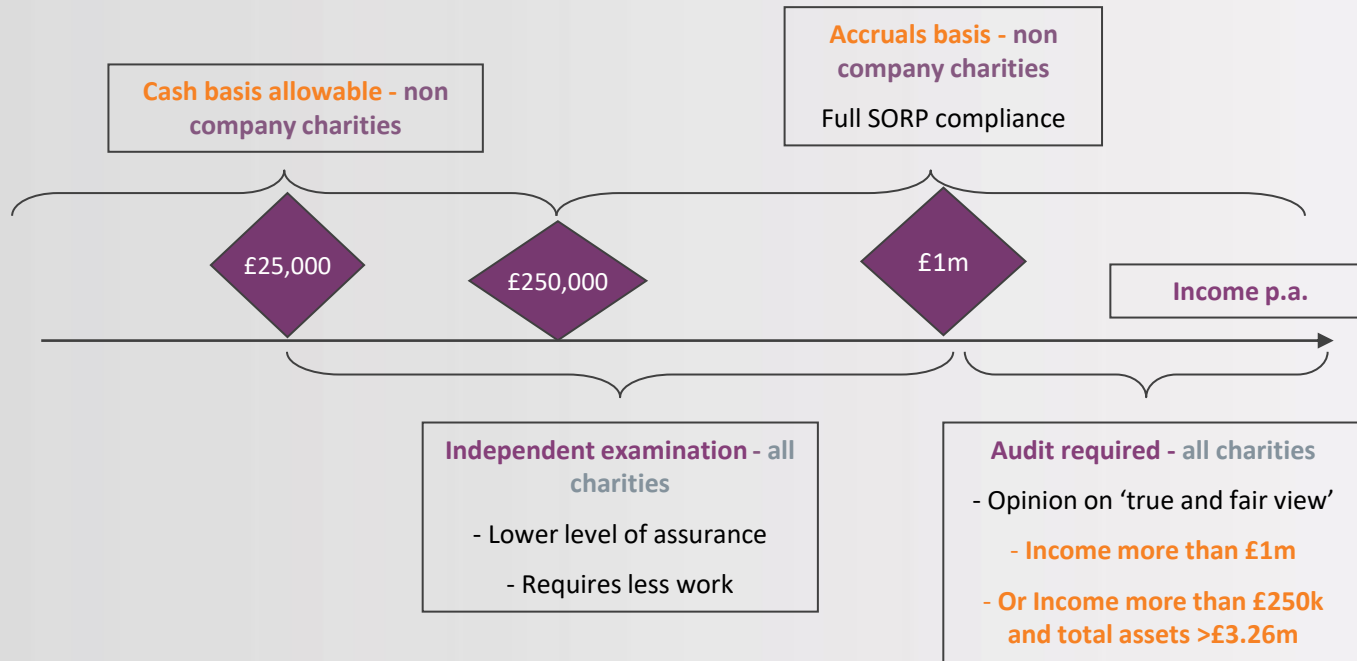 Cash basis allowable - non
company charities
Accruals basis - non
company charities
Full SORP compliance
£25,000
£250,000
£1m
Income p.a.
Independent examination - all
charities
- Lower level of assurance
- Requires less work
Audit required - all charities
- Opinion on ‘true and fair view’
- Income more than £1m
- Or Income more than £250k
and total assets >£3.26m